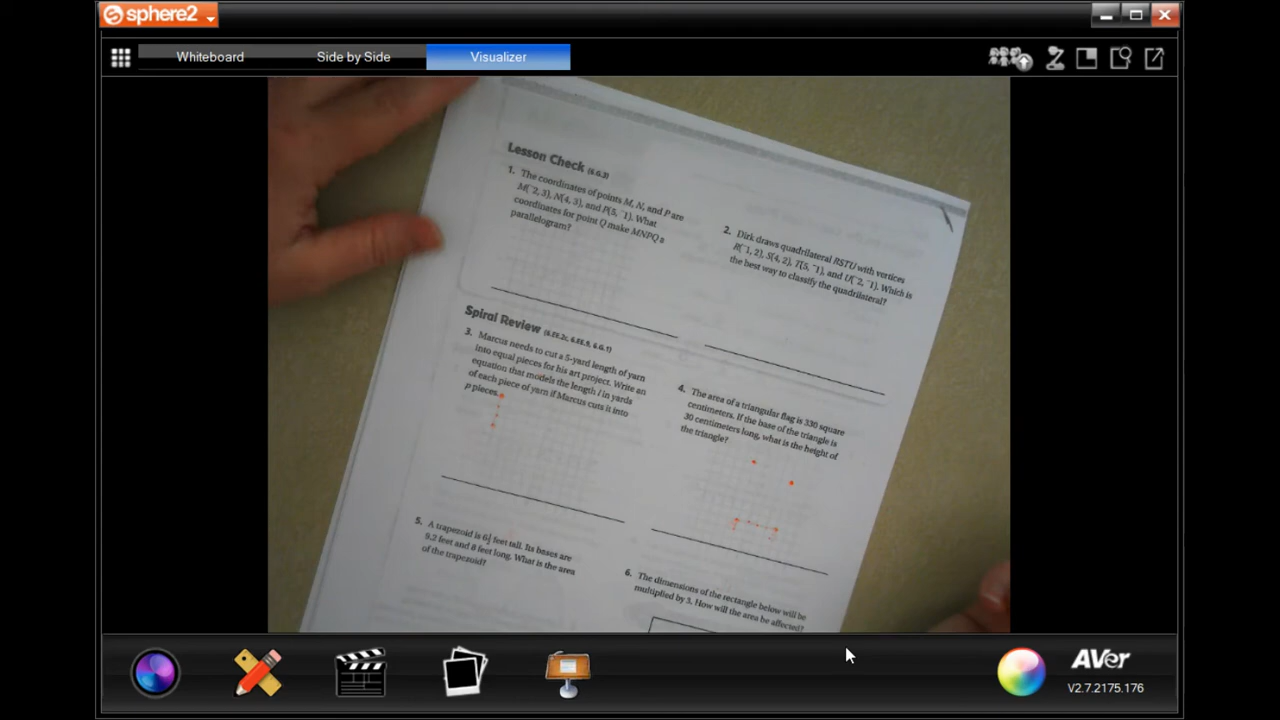 sphere2
Whiteboard
Side by Side
Visualizer
Lesson Check (6.G.3)
1. The coordinates of points M, N, and P are
M(⁻2, 3), N(4, 3), and P(5, ⁻1). What
coordinates for point Q make MNPQ a
parallelogram?
2. Dirk draws quadrilateral RSTU with vertices
R(⁻1, 2), S(4, 2), T(5, ⁻1), and U(⁻2, ⁻1). Which is
the best way to classify the quadrilateral?
Spiral Review (6.EE.2c, 6.EE.9, 6.G.1)
3. Marcus needs to cut a 5-yard length of yarn
into equal pieces for his art project. Write an
equation that models the length l in yards
of each piece of yarn if Marcus cuts it into
p pieces.
4. The area of a triangular flag is 330 square
centimeters. If the base of the triangle is
30 centimeters long, what is the height of
the triangle?
5. A trapezoid is 6½ feet tall. Its bases are
9.2 feet and 8 feet long. What is the area
of the trapezoid?
6. The dimensions of the rectangle below will be
multiplied by 3. How will the area be affected?
AVer
V2.7.2175.176